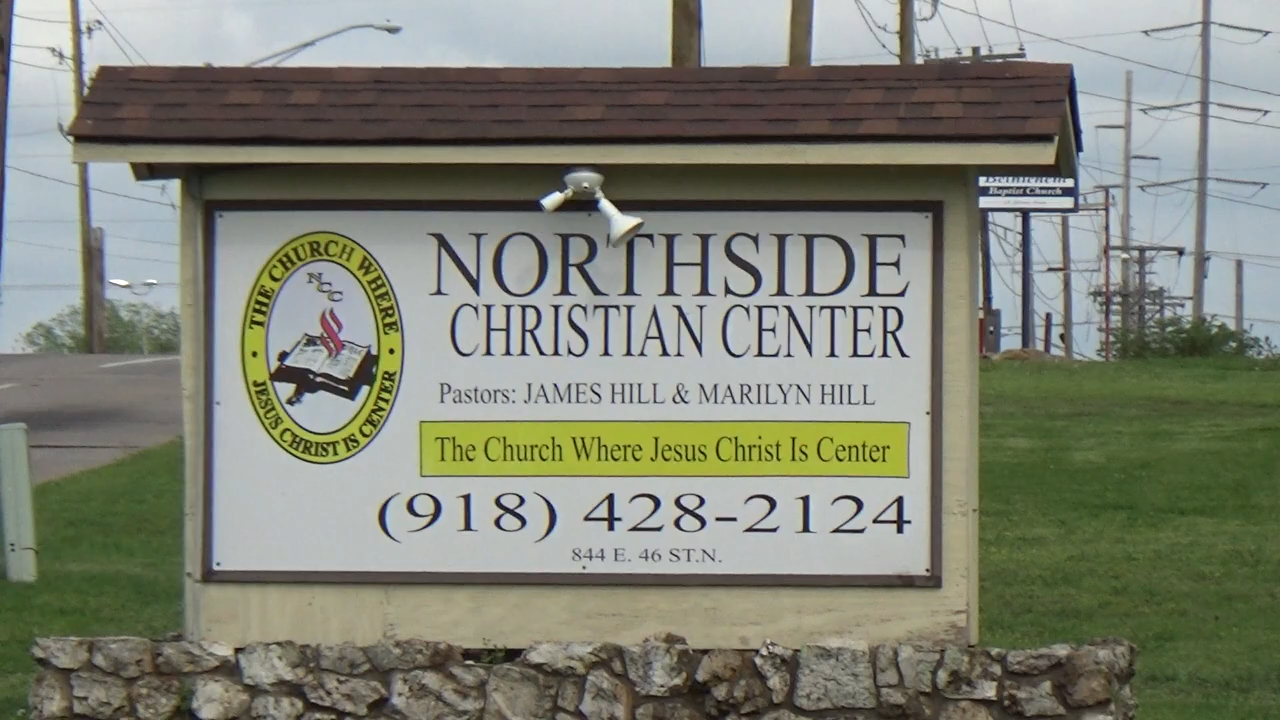 THE CHURCH WHERE
NCC
JESUS CHRIST IS CENTER
NORTHSIDE
CHRISTIAN CENTER
Pastors: JAMES HILL & MARILYN HILL
The Church Where Jesus Christ Is Center
(918) 428-2124
844 E. 46 ST.N.
Baptist Church